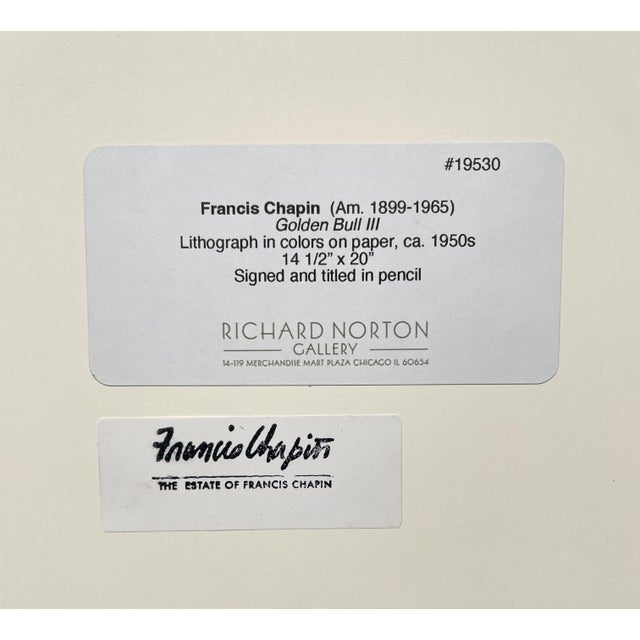 #19530
Francis Chapin (Am. 1899-1965)
Golden Bull III
Lithograph in colors on paper, ca. 1950s
14 1/2" x 20"
Signed and titled in pencil
RICHARD NORTON
GALLERY
14-119 MERCHANDISE MART PLAZA CHICAGO IL 60654
Francis Chapin
THE ESTATE OF FRANCIS CHAPIN